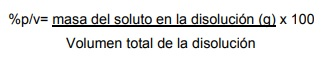 %p/v= masa del soluto en la disolución (g) x 100
Volumen total de la disolución